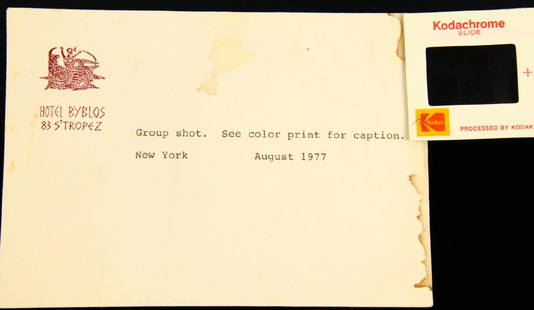 HOTEL BYBLOS
83 ST TROPEZ
Group shot. See color print for caption.
New York August 1977
Kodachrome
SLIDE
Kodak
PROCESSED BY KODAK